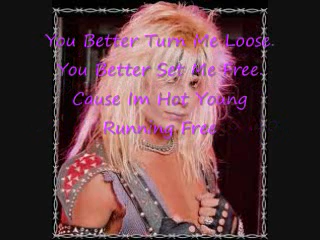 You Better Turn Me Loose
You Better Set Me Free
Cause Im Hot Young
Running Free